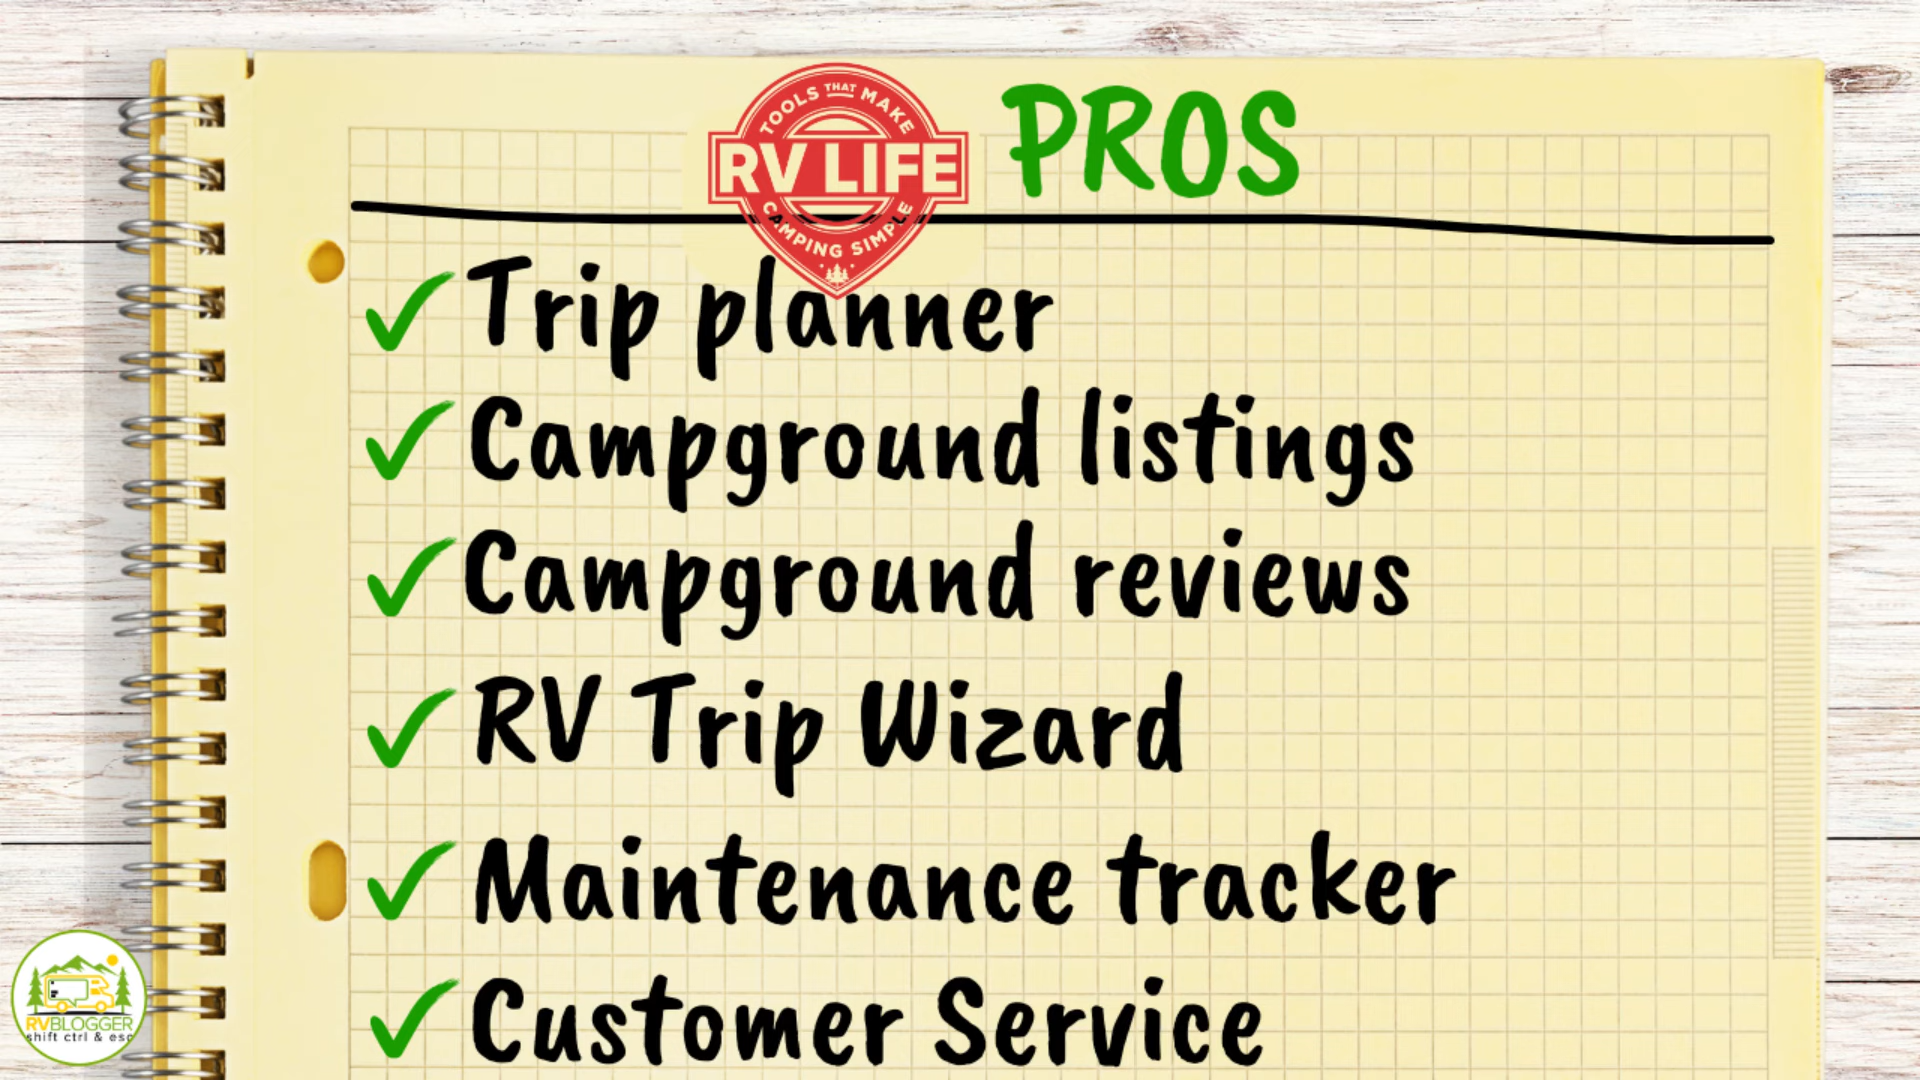 TOOLS THAT MAKE
RV LIFE
CAMPING SIMPLE
PROS
Trip planner
Campground listings
Campground reviews
RV Trip Wizard
Maintenance tracker
Customer Service
RVBLOGGER
shift ctrl & esc